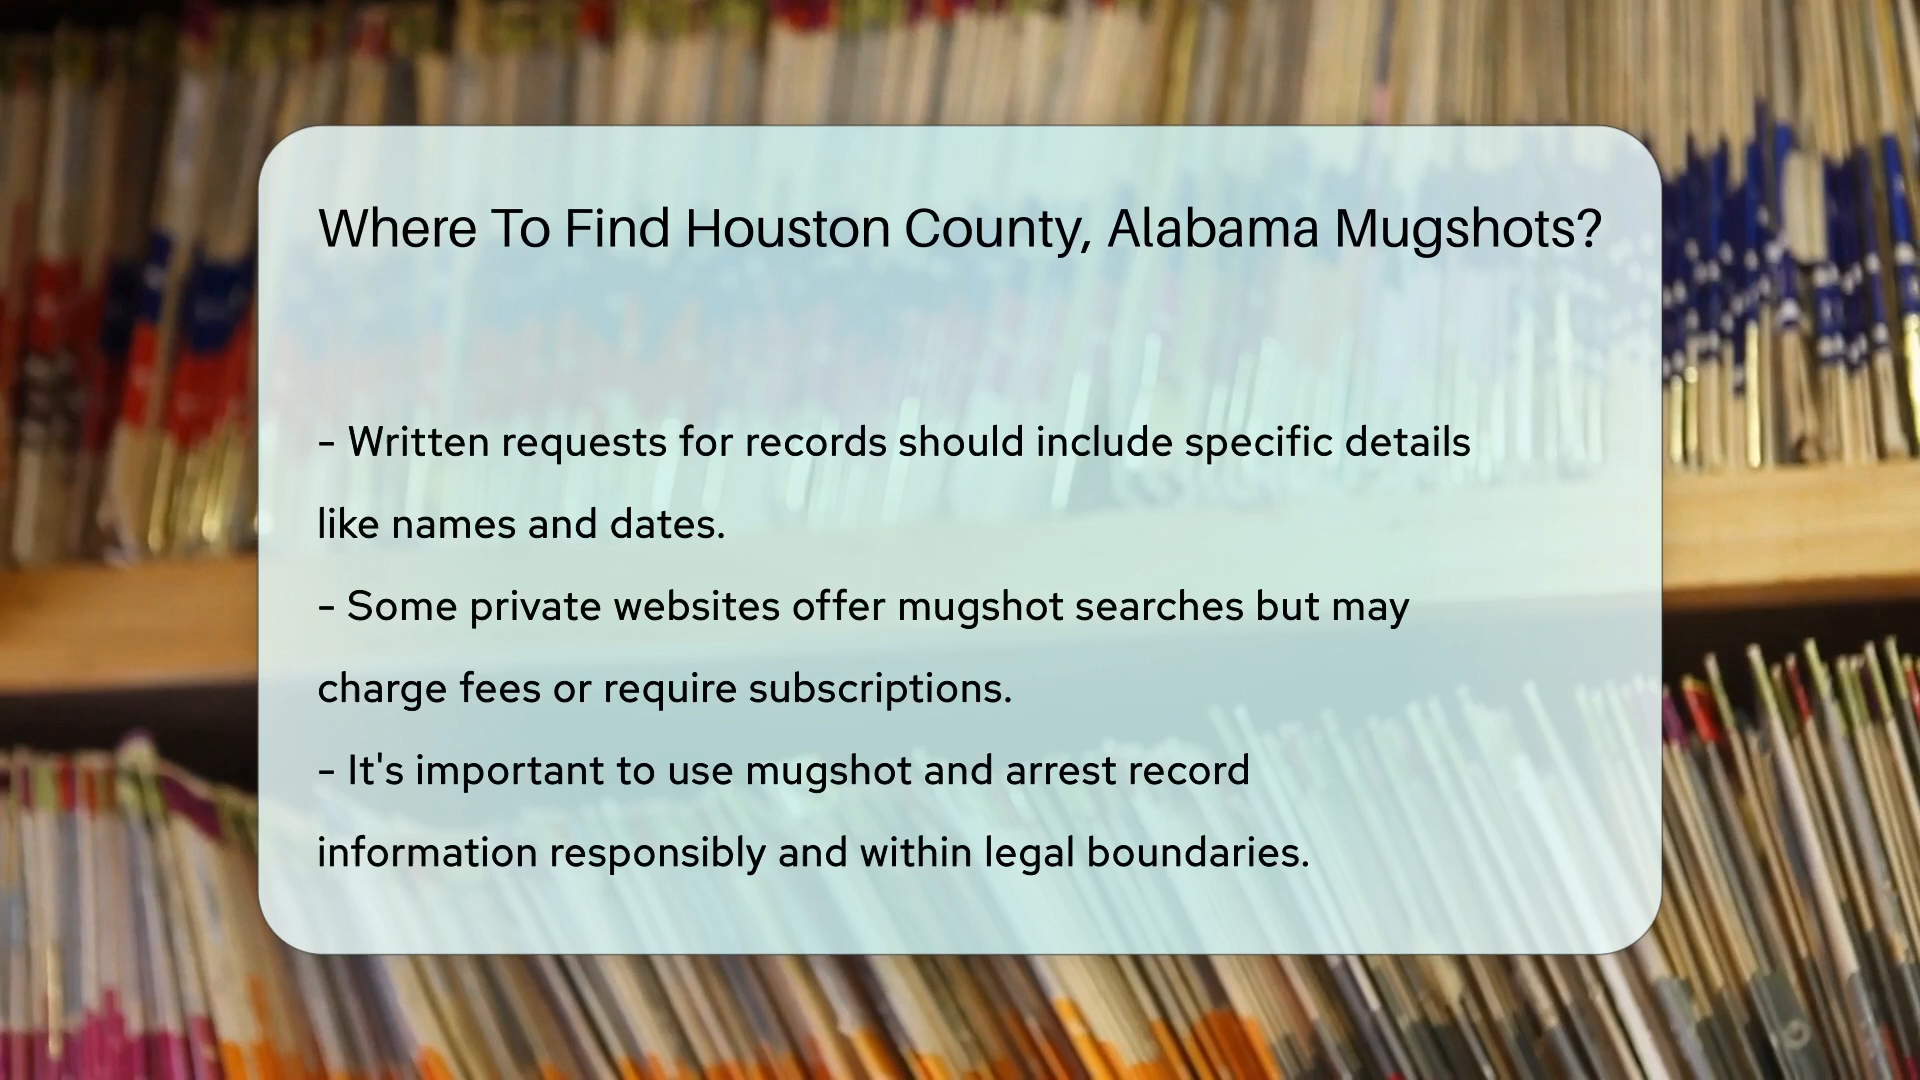 Where To Find Houston County, Alabama Mugshots?
- Written requests for records should include specific details
like names and dates.
- Some private websites offer mugshot searches but may
charge fees or require subscriptions.
- It's important to use mugshot and arrest record
information responsibly and within legal boundaries.